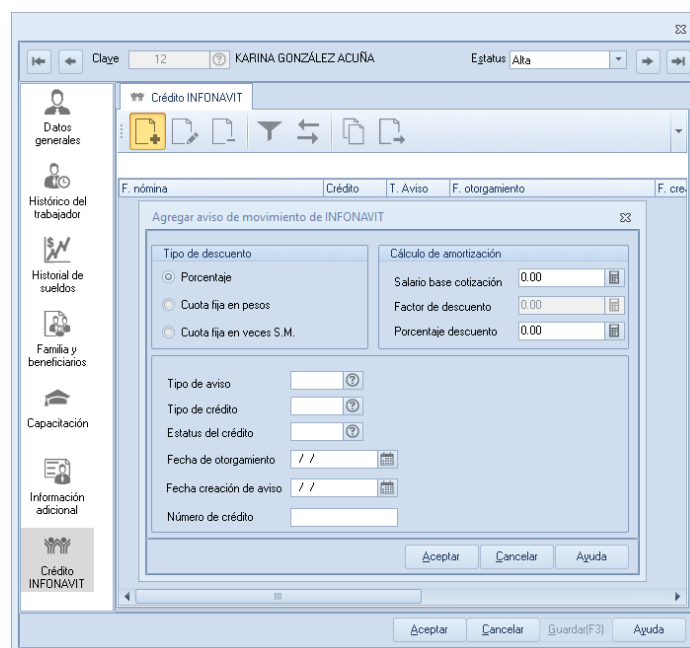 Clave 12 KARINA GONZÁLEZ ACUÑA Estatus Alta
Datos generales
Histórico del trabajador
Historial de sueldos
Familia y beneficiarios
Capacitación
Información adicional
Crédito INFONAVIT
Crédito INFONAVIT
F. nómina Crédito T. Aviso F. otorgamiento F. crea
Agregar aviso de movimiento de INFONAVIT
Tipo de descuento
Porcentaje
Cuota fija en pesos
Cuota fija en veces S.M.
Cálculo de amortización
Salario base cotización 0.00
Factor de descuento 0.00
Porcentaje descuento 0.00
Tipo de aviso
Tipo de crédito
Estatus del crédito
Fecha de otorgamiento / /
Fecha creación de aviso / /
Número de crédito
Aceptar Cancelar Ayuda
Aceptar Cancelar Guardar(F3) Ayuda